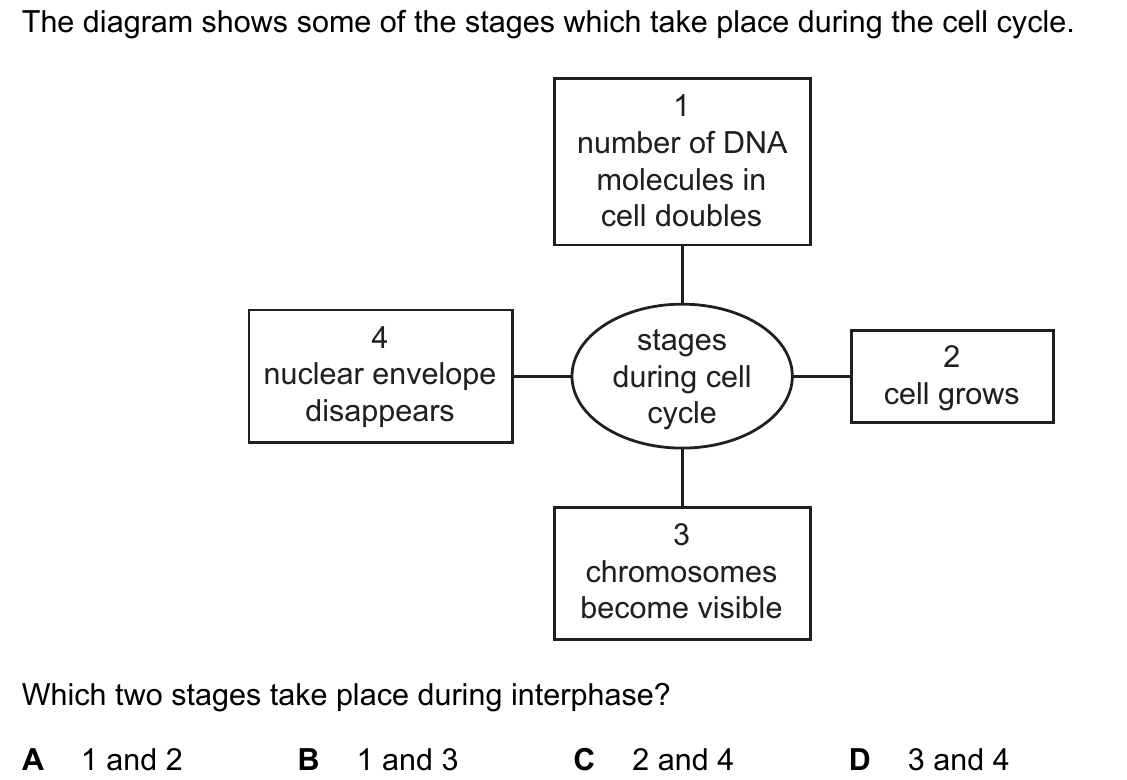 The diagram shows some of the stages which take place during the cell cycle.
1
number of DNA
molecules in
cell doubles
4
nuclear envelope
disappears
stages
during cell
cycle
2
cell grows
3
chromosomes
become visible
Which two stages take place during interphase?
A 1 and 2 B 1 and 3 C 2 and 4 D 3 and 4